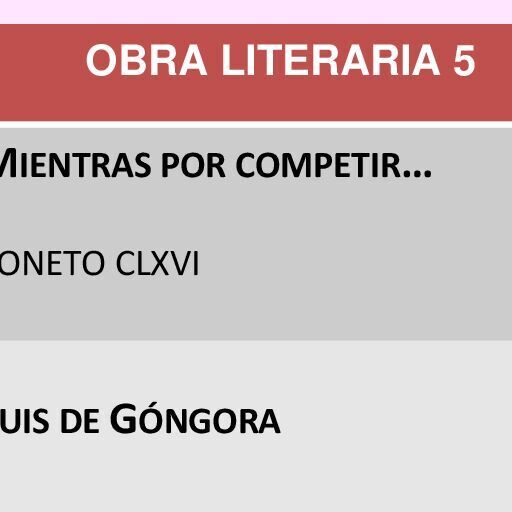 OBRA LITERARIA 5
MIENTRAS POR COMPETIR...
ONETO CLXVI
UIS DE GÓNGORA